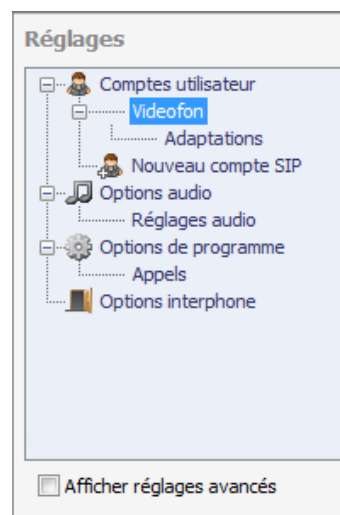 Réglages
Comptes utilisateur
Videofon
Adaptations
Nouveau compte SIP
Options audio
Réglages audio
Options de programme
Appels
Options interphone
Afficher réglages avancés